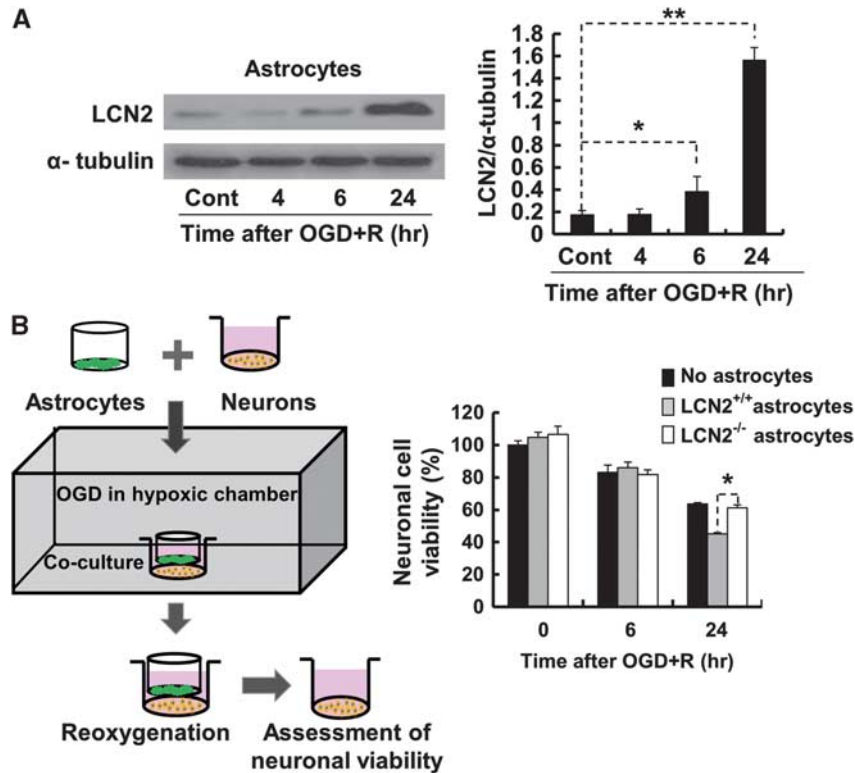 A
Astrocytes
LCN2
α- tubulin
Cont 4 6 24
Time after OGD+R (hr)
LCN2/α-tubulin
1.8
1.6
1.4
1.2
1
0.8
0.6
0.4
0.2
0
**
*
Cont 4 6 24
Time after OGD+R (hr)
B
Astrocytes
Neurons
OGD in hypoxic chamber
Co-culture
Reoxygenation
Assessment of
neuronal viability
No astrocytes
LCN2+/+ astrocytes
LCN2-/- astrocytes
Neuronal cell
viability (%)
120
100
80
60
40
20
0
*
0 6 24
Time after OGD+R (hr)